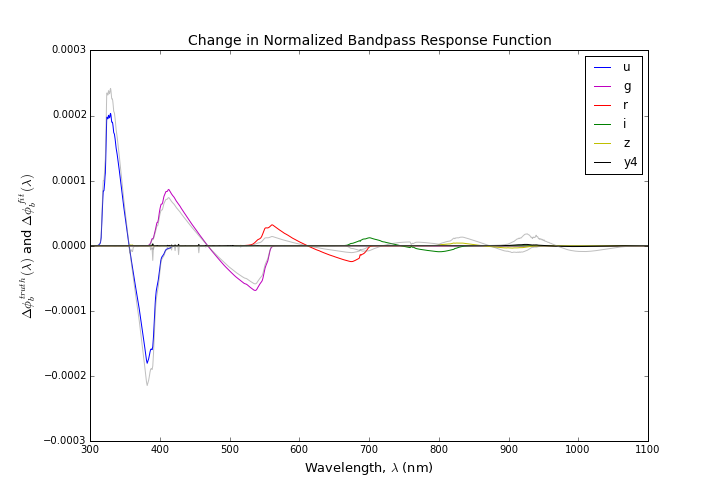 Change in Normalized Bandpass Response Function
Δϕ_b^truth(λ) and Δϕ_b^fit(λ)
0.0003
0.0002
0.0001
0.0000
−0.0001
−0.0002
−0.0003
u
g
r
i
z
y4
300 400 500 600 700 800 900 1000 1100
Wavelength, λ (nm)